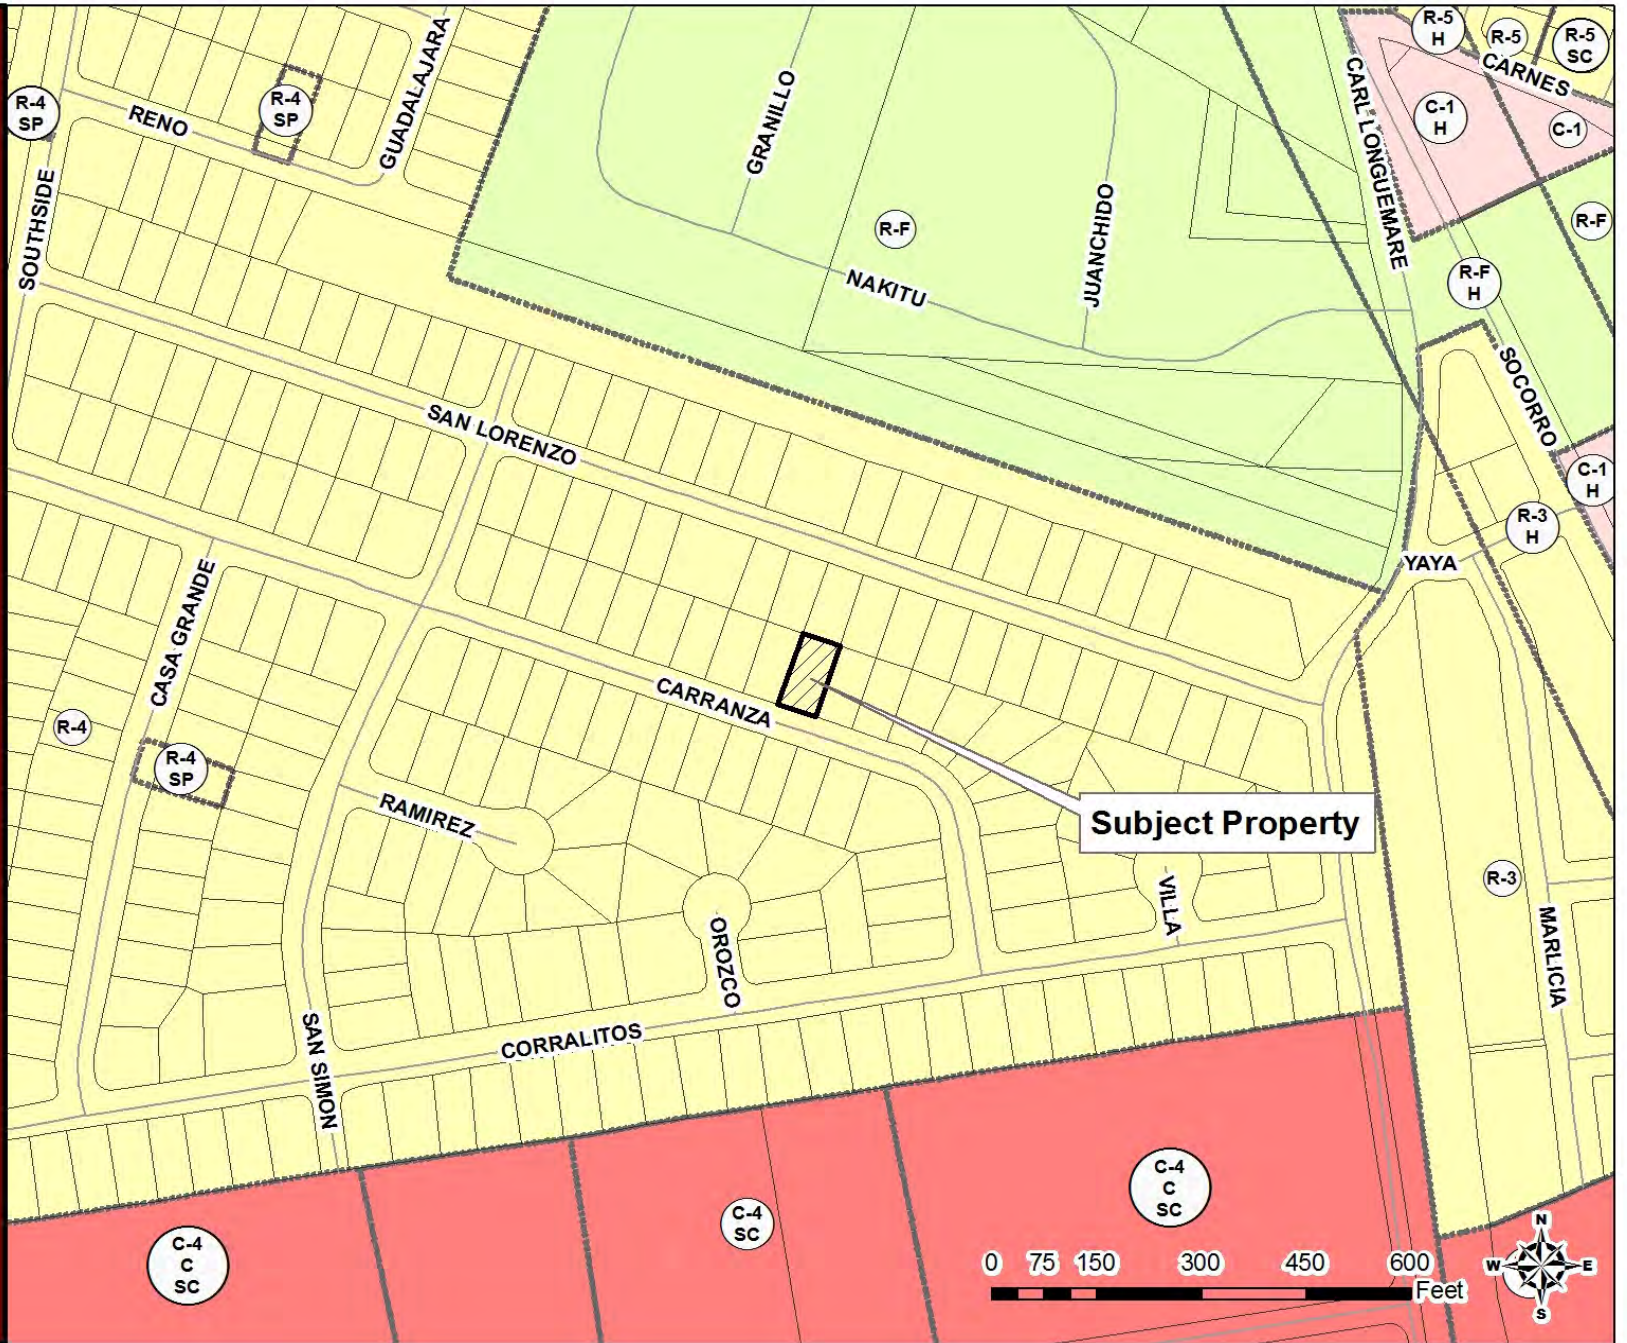 R-5
H
R-5
R-5
SC
CARNES
GUADALAJARA
R-4
SP
RENO
R-4
SP
GRANILLO
CARL LONGUEMARE
C-1
H
C-1
SOUTHSIDE
R-F
JUANCHIDO
R-F
NAKITU
R-F
H
SOCORRO
SAN LORENZO
C-1
H
R-3
H
YAYA
CASA GRANDE
CARRANZA
R-4
R-4
SP
RAMIREZ
Subject Property
R-3
VILLA
OROZCO
MARLICIA
SAN SIMON
CORRALITOS
C-4
C
SC
C-4
SC
C-4
C
SC
0 75 150 300 450 600
Feet
N
W E
S